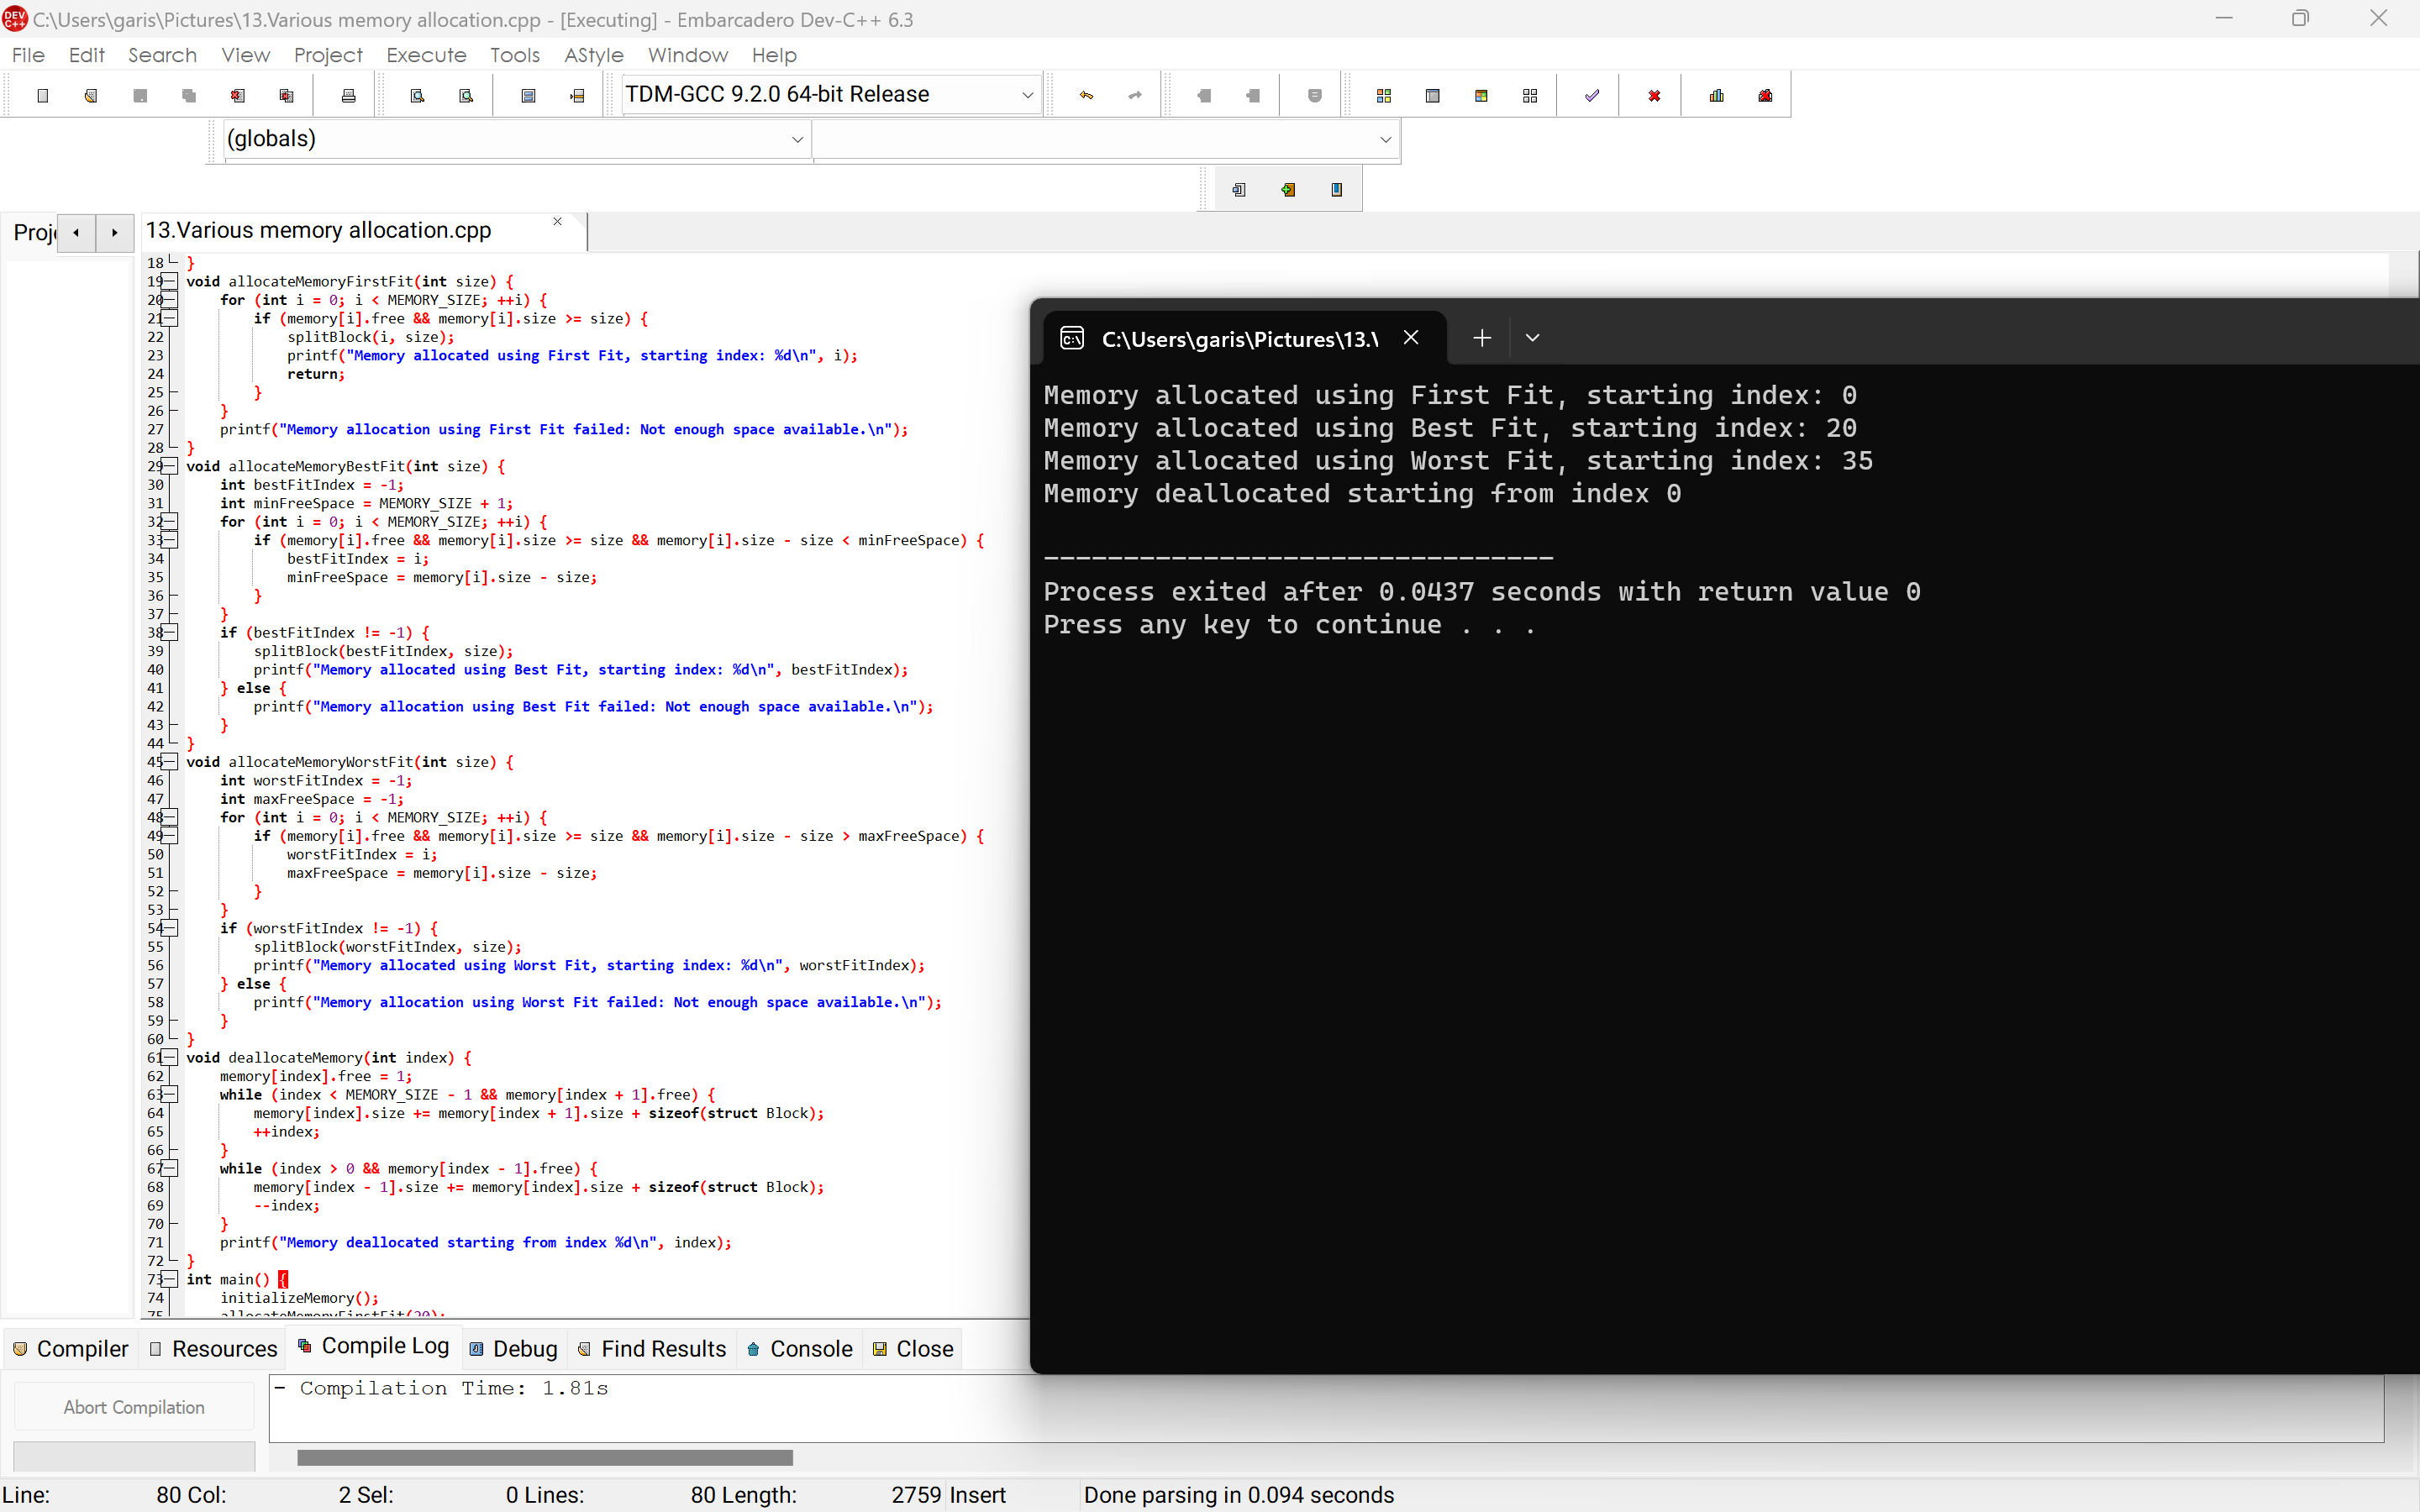 C:\Users\garis\Pictures\13.Various memory allocation.cpp - [Executing] - Embarcadero Dev-C++ 6.3
File Edit Search View Project Execute Tools AStyle Window Help
TDM-GCC 9.2.0 64-bit Release
(globals)
Proj
13.Various memory allocation.cpp
18 }
19 void allocateMemoryFirstFit(int size) {
20 for (int i = 0; i < MEMORY_SIZE; ++i) {
21 if (memory[i].free && memory[i].size >= size) {
22 splitBlock(i, size);
23 printf("Memory allocated using First Fit, starting index: %d\n", i);
24 return;
25 }
26 }
27 printf("Memory allocation using First Fit failed: Not enough space available.\n");
28 }
29 void allocateMemoryBestFit(int size) {
30 int bestFitIndex = -1;
31 int minFreeSpace = MEMORY_SIZE + 1;
32 for (int i = 0; i < MEMORY_SIZE; ++i) {
33 if (memory[i].free && memory[i].size >= size && memory[i].size - size < minFreeSpace) {
34 bestFitIndex = i;
35 minFreeSpace = memory[i].size - size;
36 }
37 }
38 if (bestFitIndex != -1) {
39 splitBlock(bestFitIndex, size);
40 printf("Memory allocated using Best Fit, starting index: %d\n", bestFitIndex);
41 } else {
42 printf("Memory allocation using Best Fit failed: Not enough space available.\n");
43 }
44 }
45 void allocateMemoryWorstFit(int size) {
46 int worstFitIndex = -1;
47 int maxFreeSpace = -1;
48 for (int i = 0; i < MEMORY_SIZE; ++i) {
49 if (memory[i].free && memory[i].size >= size && memory[i].size - size > maxFreeSpace) {
50 worstFitIndex = i;
51 maxFreeSpace = memory[i].size - size;
52 }
53 }
54 if (worstFitIndex != -1) {
55 splitBlock(worstFitIndex, size);
56 printf("Memory allocated using Worst Fit, starting index: %d\n", worstFitIndex);
57 } else {
58 printf("Memory allocation using Worst Fit failed: Not enough space available.\n");
59 }
60 }
61 void deallocateMemory(int index) {
62 memory[index].free = 1;
63 while (index < MEMORY_SIZE - 1 && memory[index + 1].free) {
64 memory[index].size += memory[index + 1].size + sizeof(struct Block);
65 ++index;
66 }
67 while (index > 0 && memory[index - 1].free) {
68 memory[index - 1].size += memory[index].size + sizeof(struct Block);
69 --index;
70 }
71 printf("Memory deallocated starting from index %d\n", index);
72 }
73 int main() {
74 initializeMemory();
75 allocateMemoryFirstFit(20);
C:\Users\garis\Pictures\13.\
Memory allocated using First Fit, starting index: 0
Memory allocated using Best Fit, starting index: 20
Memory allocated using Worst Fit, starting index: 35
Memory deallocated starting from index 0
--------------------------------
Process exited after 0.0437 seconds with return value 0
Press any key to continue . . .
Compiler Resources Compile Log Debug Find Results Console Close
Abort Compilation
- Compilation Time: 1.81s
Line: 80 Col: 2 Sel: 0 Lines: 80 Length: 2759 Insert Done parsing in 0.094 seconds